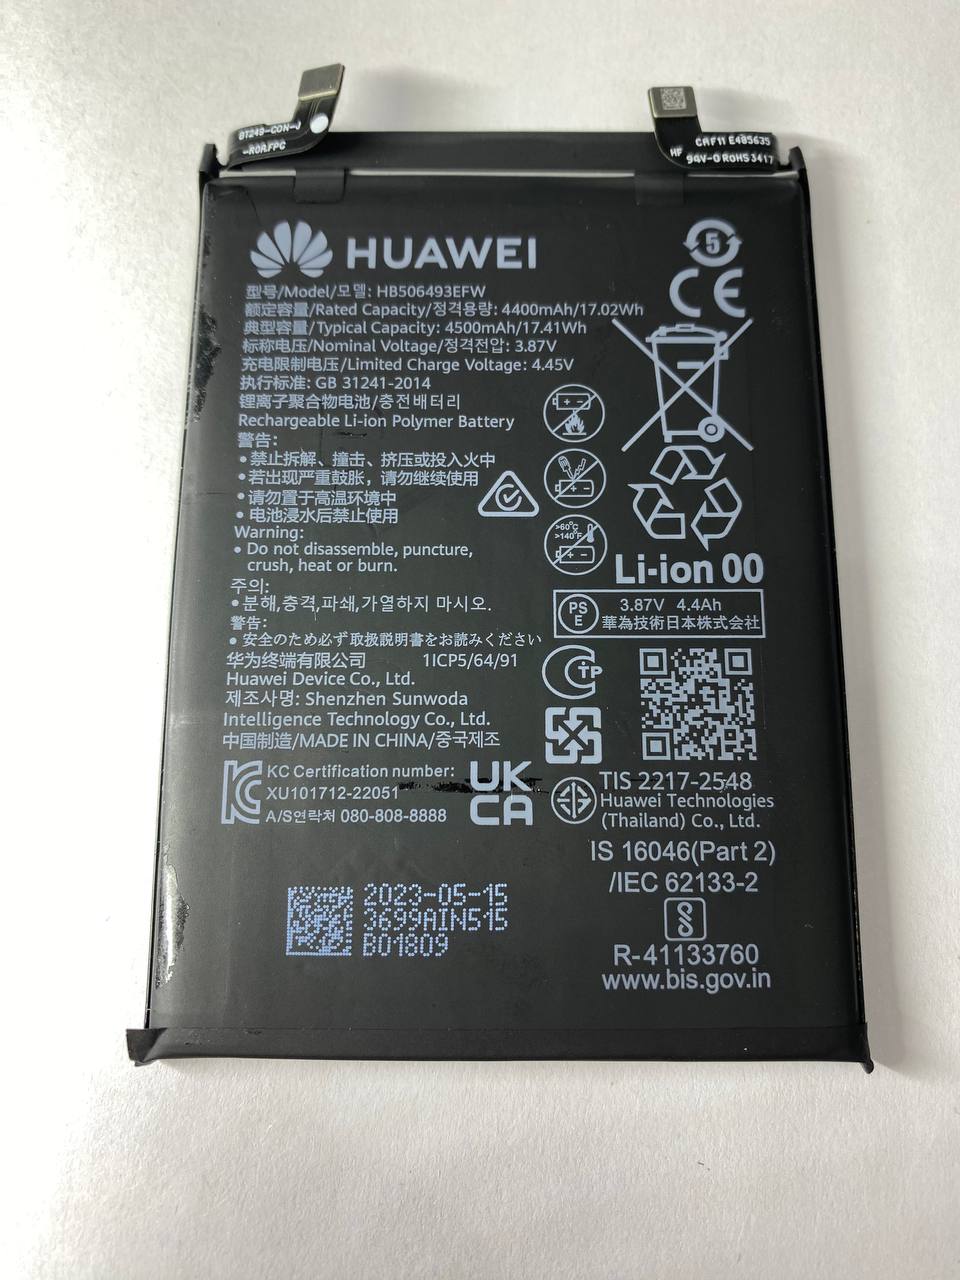 BT249-CON-J
-ROA.FPC
CAF11 E485635
HF 94V-0 ROHS 3417
HUAWEI
5
CE
型号/Model/모델: HB506493EFW
额定容量/Rated Capacity/정격용량: 4400mAh/17.02Wh
典型容量/Typical Capacity: 4500mAh/17.41Wh
标称电压/Nominal Voltage/정격전압: 3.87V
充电限制电压/Limited Charge Voltage: 4.45V
执行标准: GB 31241-2014
锂离子聚合物电池/충전배터리
Rechargeable Li-ion Polymer Battery
警告:
•禁止拆解、撞击、挤压或投入火中
•若出现严重鼓胀，请勿继续使用
•请勿置于高温环境中
•电池浸水后禁止使用
Warning:
• Do not disassemble, puncture,
crush, heat or burn.
>60°C
>140°F
Li-ion 00
주의:
•분해,충격,파쇄,가열하지 마시오.
警告:
• 安全のため必ず取扱説明書をお読みください
PS
E
3.87V 4.4Ah
華為技術日本株式会社
华为终端有限公司 1ICP5/64/91
Huawei Device Co., Ltd.
제조사명: Shenzhen Sunwoda
Intelligence Technology Co., Ltd.
中国制造/MADE IN CHINA/중국제조
KC Certification number:
XU101712-22051
A/S연락처 080-808-8888
UK
CA
TIS 2217-2548
Huawei Technologies
(Thailand) Co., Ltd.
IS 16046(Part 2)
/IEC 62133-2
R-41133760
www.bis.gov.in
2023-05-15
3699AIN515
B01809